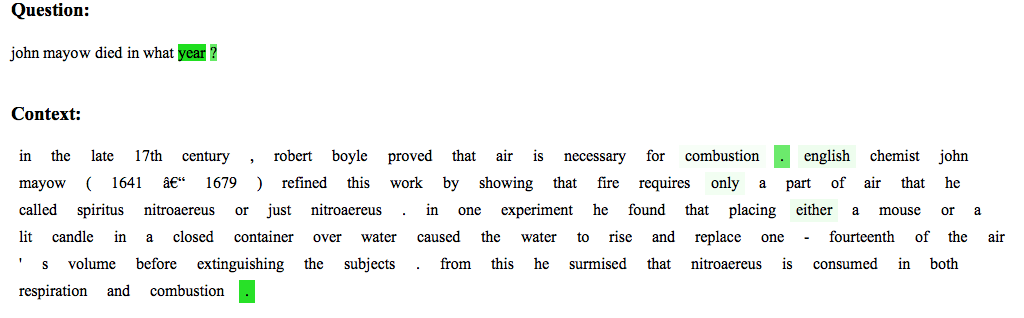 Question:
john mayow died in what year ?
Context:
in the late 17th century , robert boyle proved that air is necessary for combustion . english chemist john
mayow ( 1641 â€“ 1679 ) refined this work by showing that fire requires only a part of air that he
called spiritus nitroaereus or just nitroaereus . in one experiment he found that placing either a mouse or a
lit candle in a closed container over water caused the water to rise and replace one - fourteenth of the air
' s volume before extinguishing the subjects . from this he surmised that nitroaereus is consumed in both
respiration and combustion .